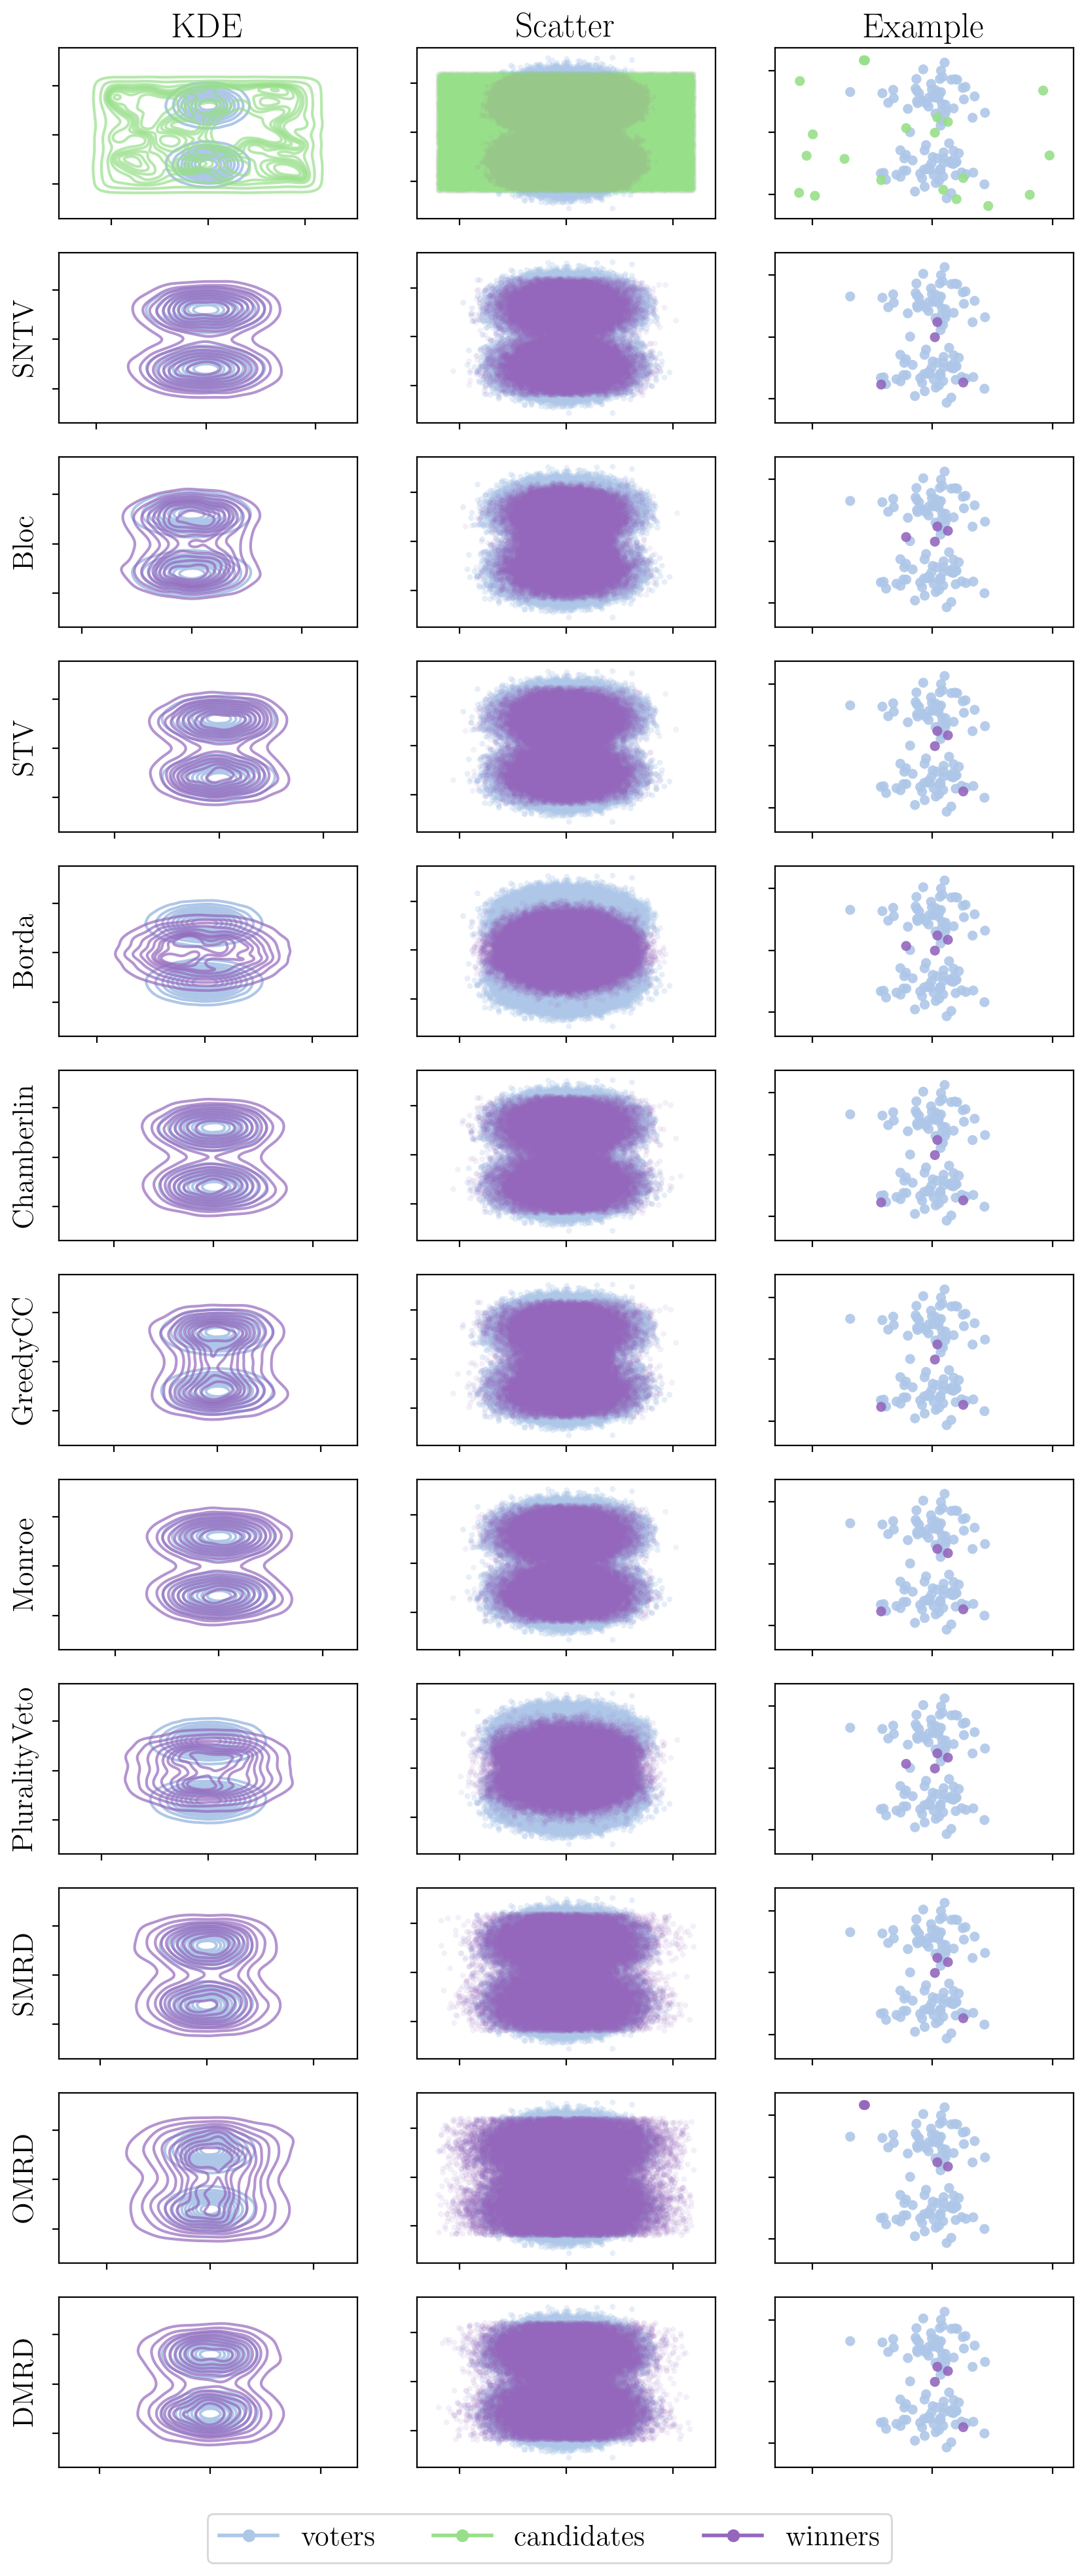 KDE Scatter Example
SNTV
Bloc
STV
Borda
Chamberlin
GreedyCC
Monroe
PluralityVeto
SMRD
OMRD
DMRD
voters candidates winners